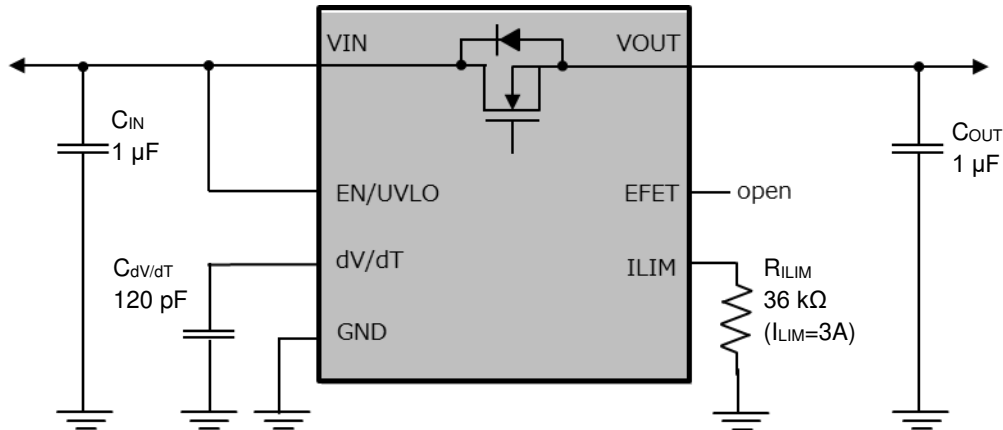 VIN
VOUT
CIN
1 µF
COUT
1 µF
EN/UVLO
EFET
open
CdV/dT
120 pF
dV/dT
ILIM
RILIM
36 kΩ
(ILIM=3A)
GND